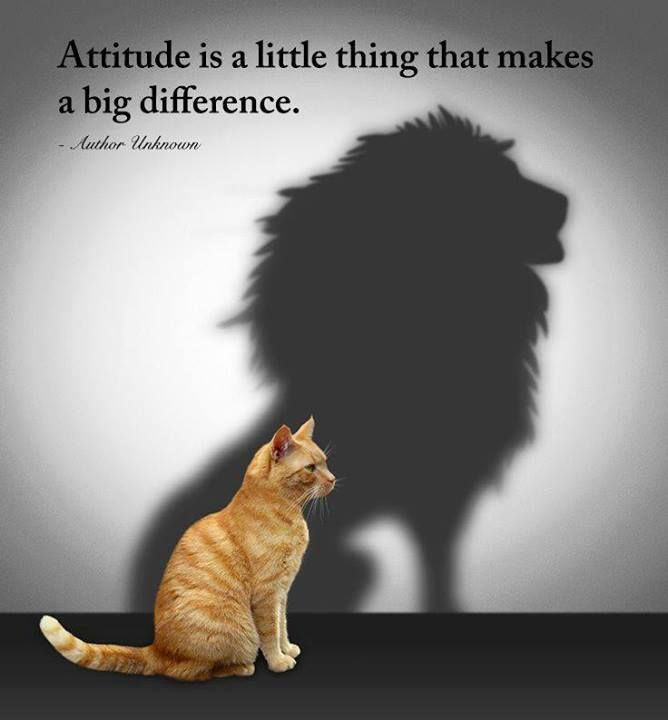 Attitude is a little thing that makes
a big difference.
- Author Unknown